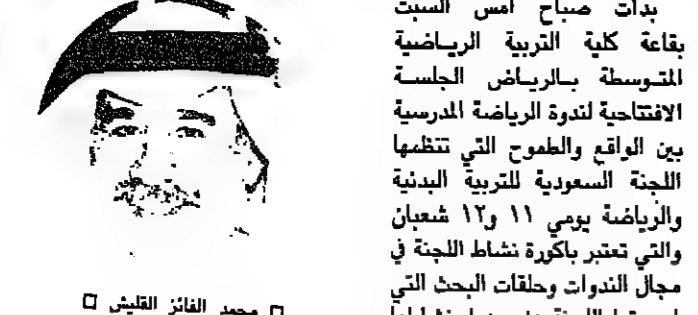 بدأت صباح أمس السبت
بقاعة كلية التربية الرياضية
المتوسطة بالرياض الجلسة
الافتتاحية لندوة الرياضة المدرسية
بين الواقع والطموح التي تنظمها
اللجنة السعودية للتربية البدنية
والرياضة يومي ١١ و١٢ شعبان
والتي تعتبر باكورة نشاط اللجنة في
مجال الندوات وحلقات البحث التي
محمد الفائز القليش